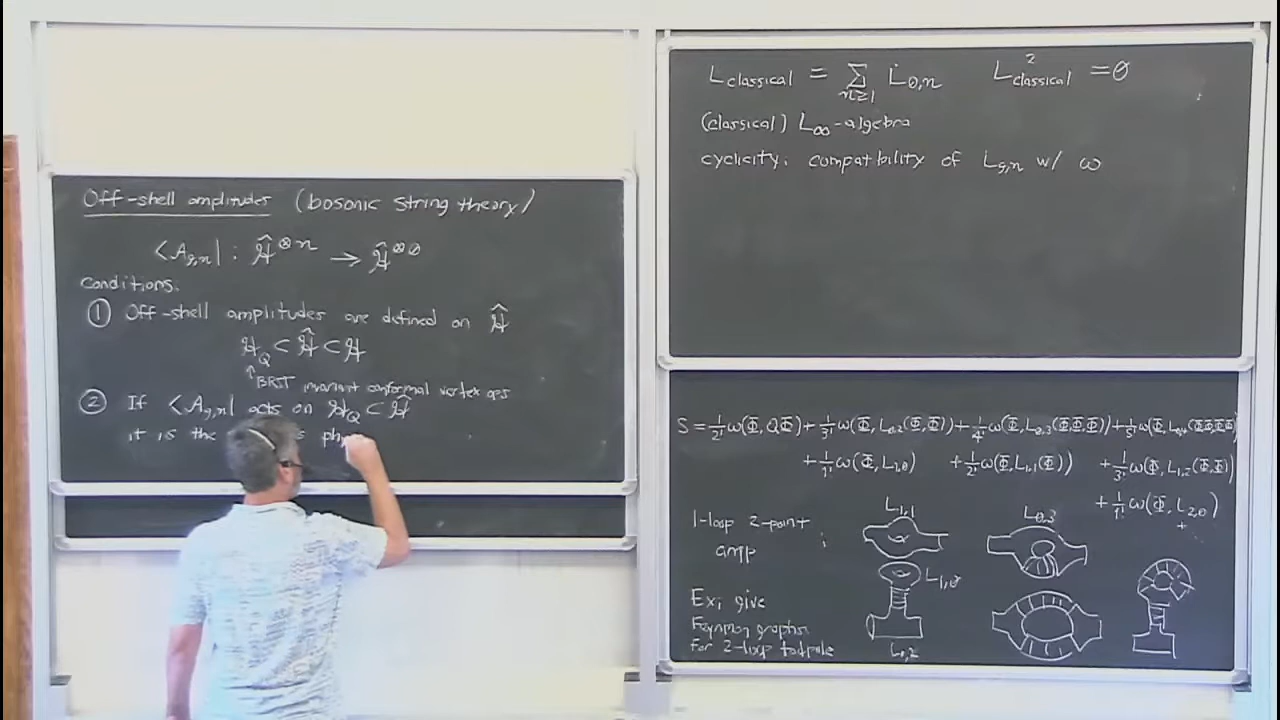 Off-shell amplitudes (bosonic string theory)
⟨A_{g,n}| : Ĥ^{⊗n} → Ĥ^{⊗0}
Conditions.
① Off-shell amplitudes are defined on Ĥ
H_Q ⊂ Ĥ ⊂ H
↑ BRST invariant conformal vertex ops
② If ⟨A_{g,n}| acts on H_Q ⊂ Ĥ
it is the
L_{classical} = Σ_{n≥1} L_{0,n} L²_{classical} = 0
(classical) L_∞-algebra
cyclicity: compatibility of L_{g,n} w/ ω
S = 1/2! ω(Φ, QΦ) + 1/3! ω(Φ, L_{0,2}(Φ,Φ)) + 1/4! ω(Φ, L_{0,3}(Φ,Φ,Φ)) + 1/5! ω(Φ, L_{0,4}(Φ,Φ,Φ,Φ))
+ 1/1! ω(Φ, L_{1,0}) + 1/2! ω(Φ, L_{1,1}(Φ)) + 1/3! ω(Φ, L_{1,2}(Φ,Φ))
+ 1/1! ω(Φ, L_{2,0})
+
1-loop 2-point
amp :
L_{1,1}
L_{0,3}
L_{1,0}
L_{0,2}
Ex: give
Feynman graphs
for 2-loop tadpole